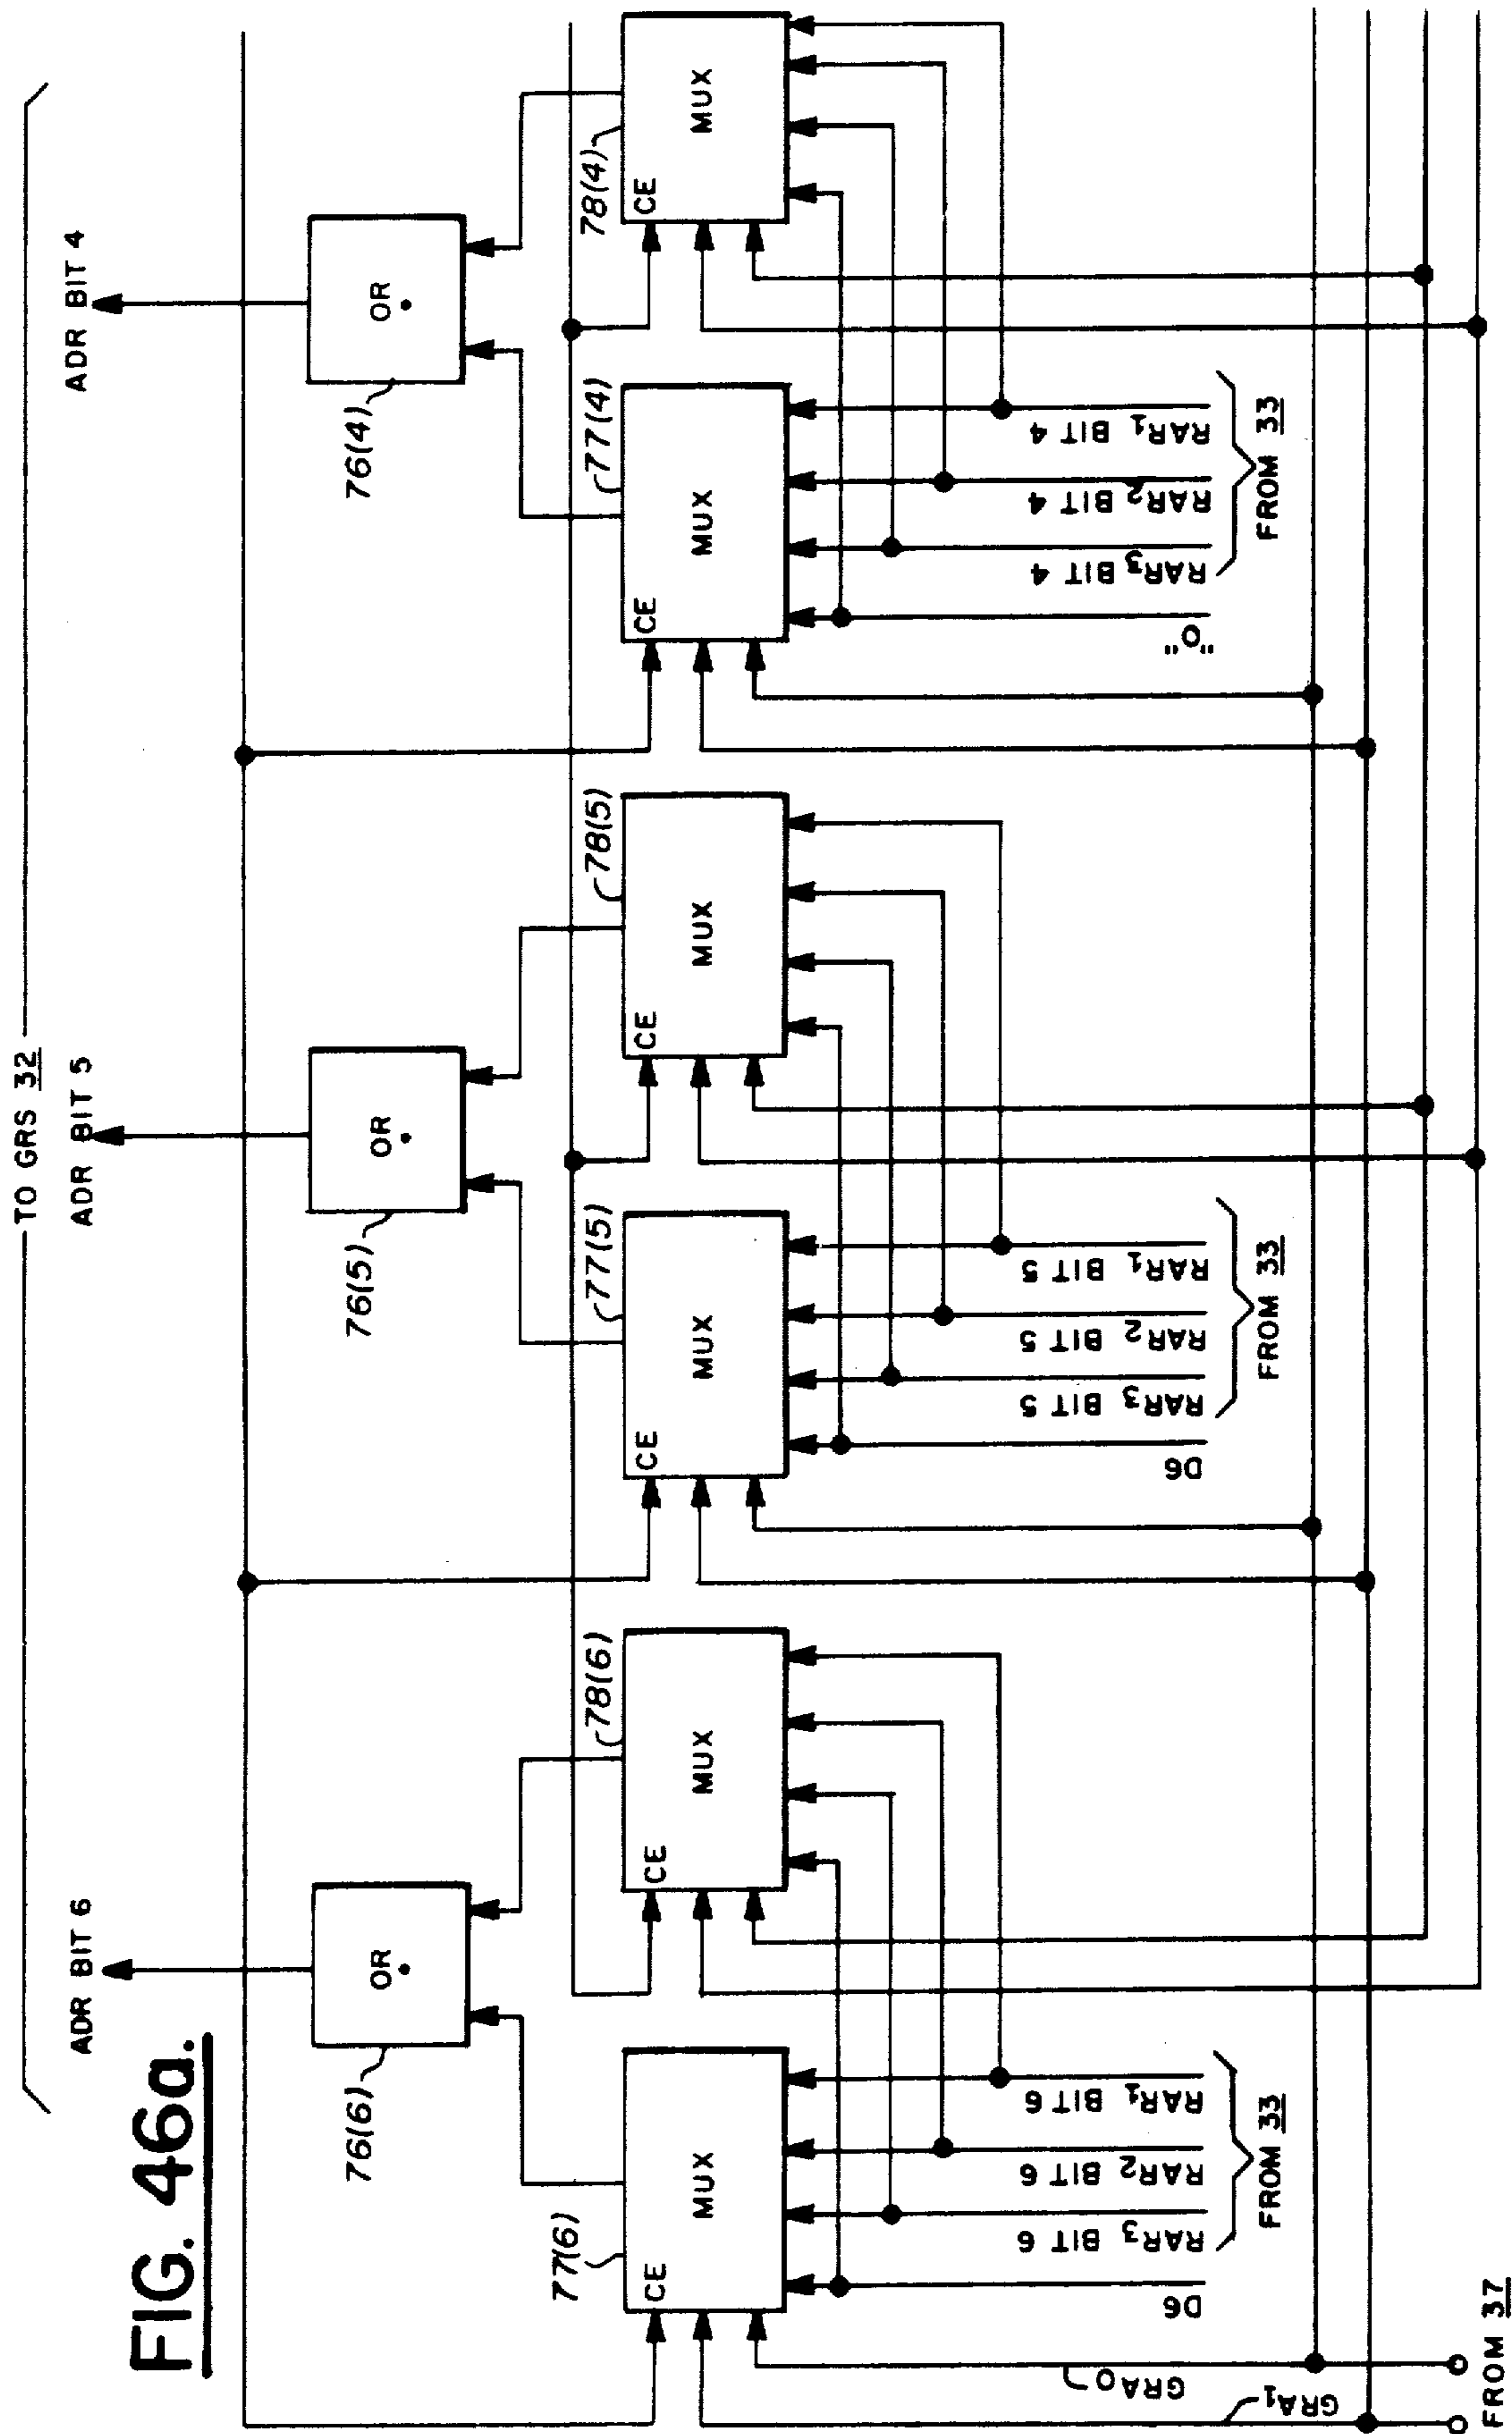 FIG. 46a.
TO GRS 32
ADR BIT 6
ADR BIT 5
ADR BIT 4
OR
OR
OR
76(6)
76(5)
76(4)
77(6)
78(6)
77(5)
78(5)
77(4)
78(4)
CE
MUX
CE
MUX
CE
MUX
CE
MUX
CE
MUX
CE
MUX
D6
RAR3 BIT 6
RAR2 BIT 6
RAR1 BIT 6
FROM 33
D6
RAR3 BIT 5
RAR2 BIT 5
RAR1 BIT 5
FROM 33
"0"
RAR3 BIT 4
RAR2 BIT 4
RAR1 BIT 4
FROM 33
GRA1
GRA0
FROM 37